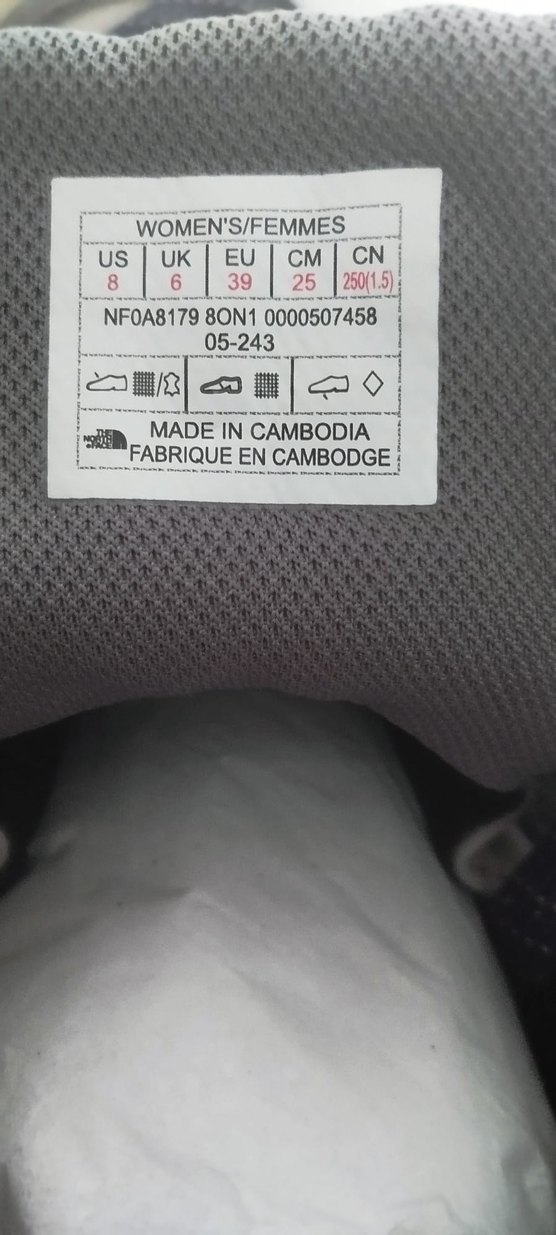 WOMEN'S/FEMMES
US UK EU CM CN
8 6 39 25 250(1.5)
NF0A8179 8ON1 0000507458
05-243
THE
NORTH
FACE
MADE IN CAMBODIA
FABRIQUE EN CAMBODGE